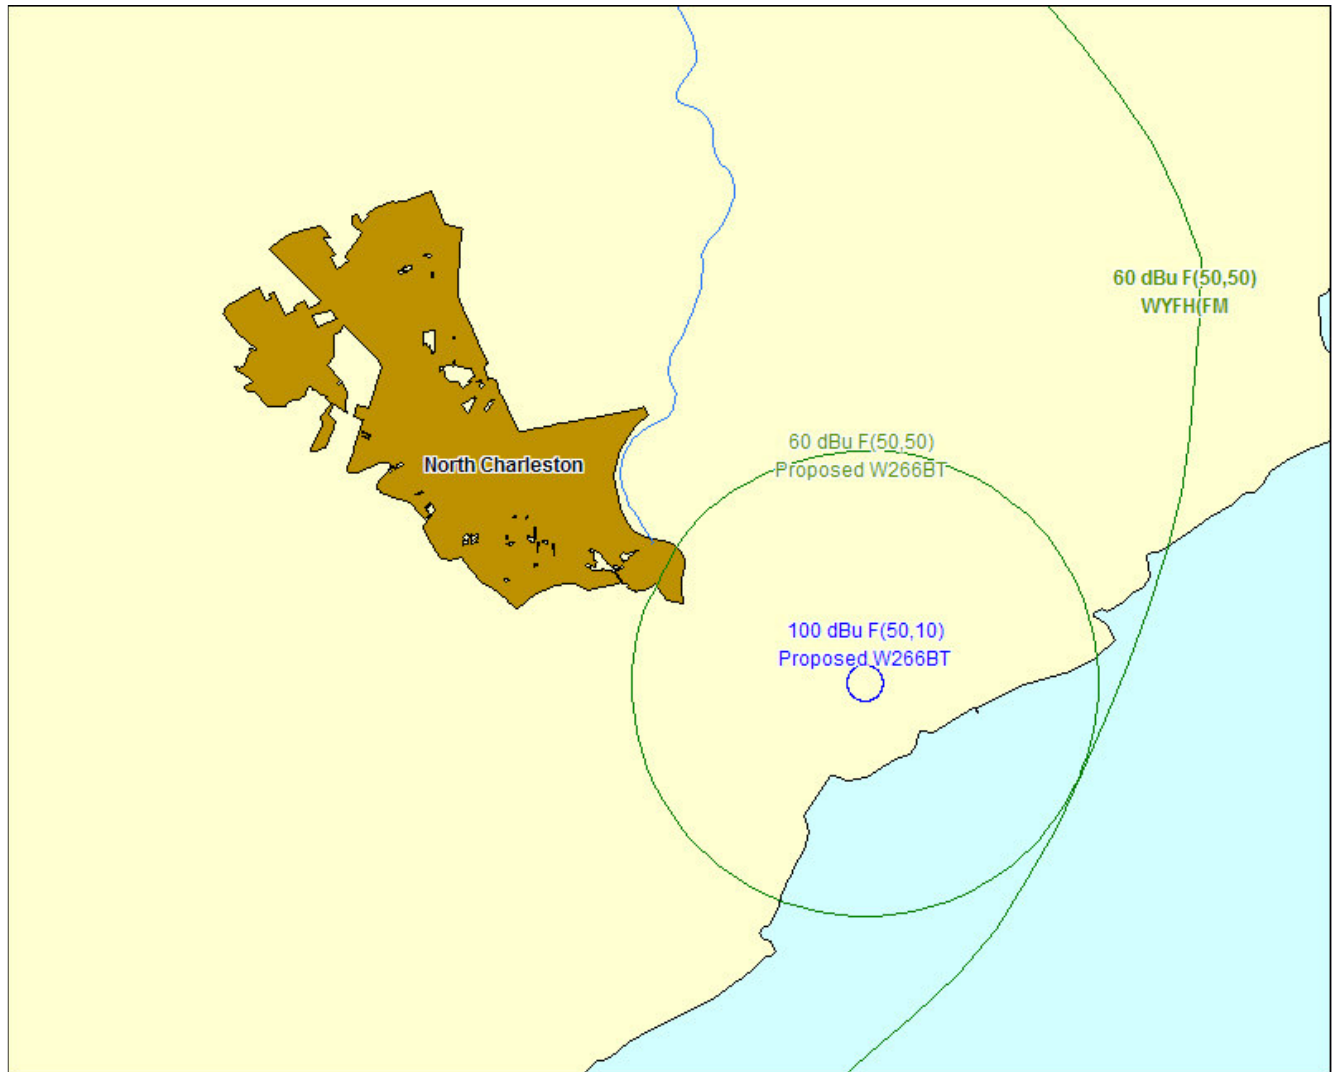 60 dBu F(50,50)
WYFH(FM
60 dBu F(50,50)
Proposed W266BT
North Charleston
100 dBu F(50,10)
Proposed W266BT